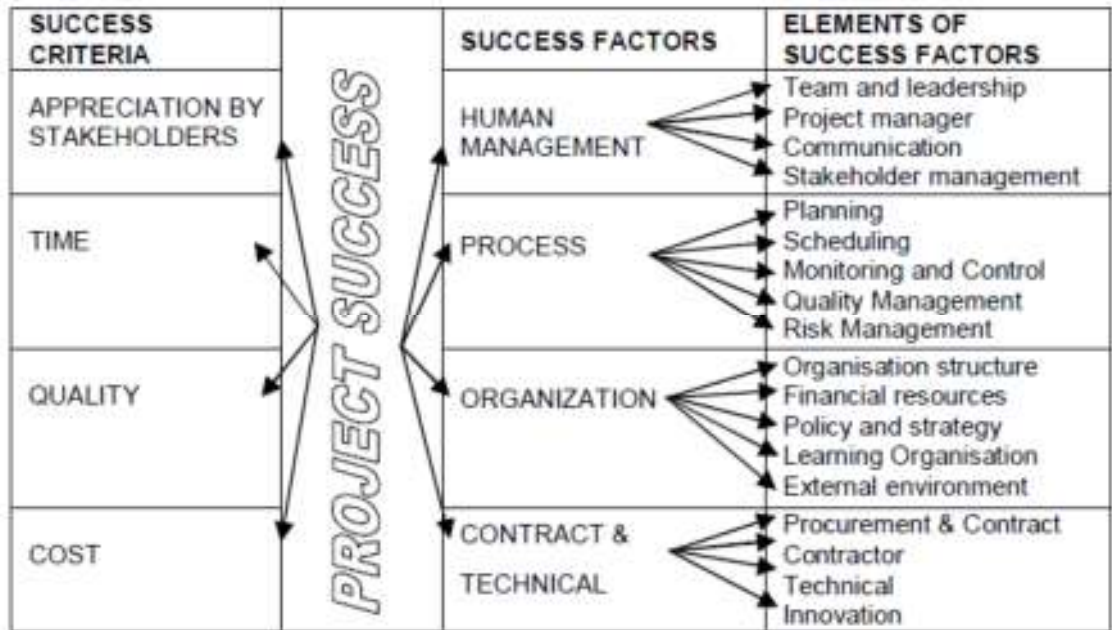 SUCCESS
CRITERIA
SUCCESS FACTORS
ELEMENTS OF
SUCCESS FACTORS
APPRECIATION BY
STAKEHOLDERS
TIME
QUALITY
COST
PROJECT SUCCESS
HUMAN
MANAGEMENT
Team and leadership
Project manager
Communication
Stakeholder management
PROCESS
Planning
Scheduling
Monitoring and Control
Quality Management
Risk Management
ORGANIZATION
Organisation structure
Financial resources
Policy and strategy
Learning Organisation
External environment
CONTRACT &
TECHNICAL
Procurement & Contract
Contractor
Technical
Innovation